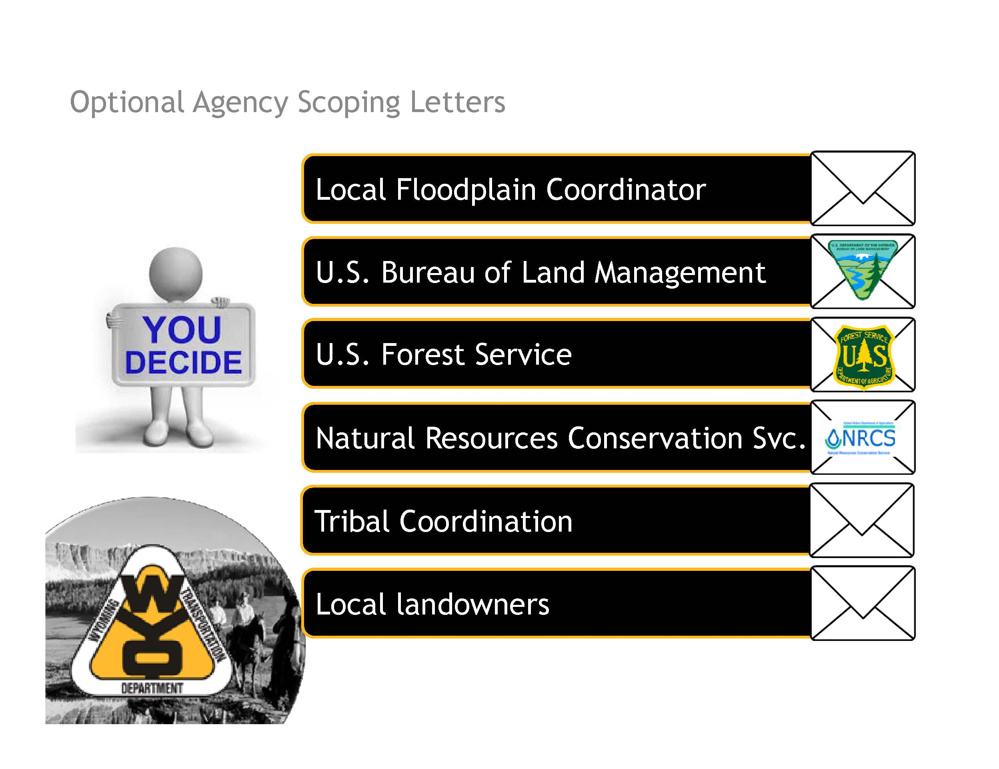 Optional Agency Scoping Letters
Local Floodplain Coordinator
U.S. Bureau of Land Management
U.S. DEPARTMENT OF THE INTERIOR
BUREAU OF LAND MANAGEMENT
YOU
DECIDE
U.S. Forest Service
FOREST SERVICE
U S
DEPARTMENT OF AGRICULTURE
Natural Resources Conservation Svc.
United States Department of Agriculture
NRCS
Natural Resources Conservation Service
Tribal Coordination
Local landowners
WYO
WYOMING
TRANSPORTATION
DEPARTMENT